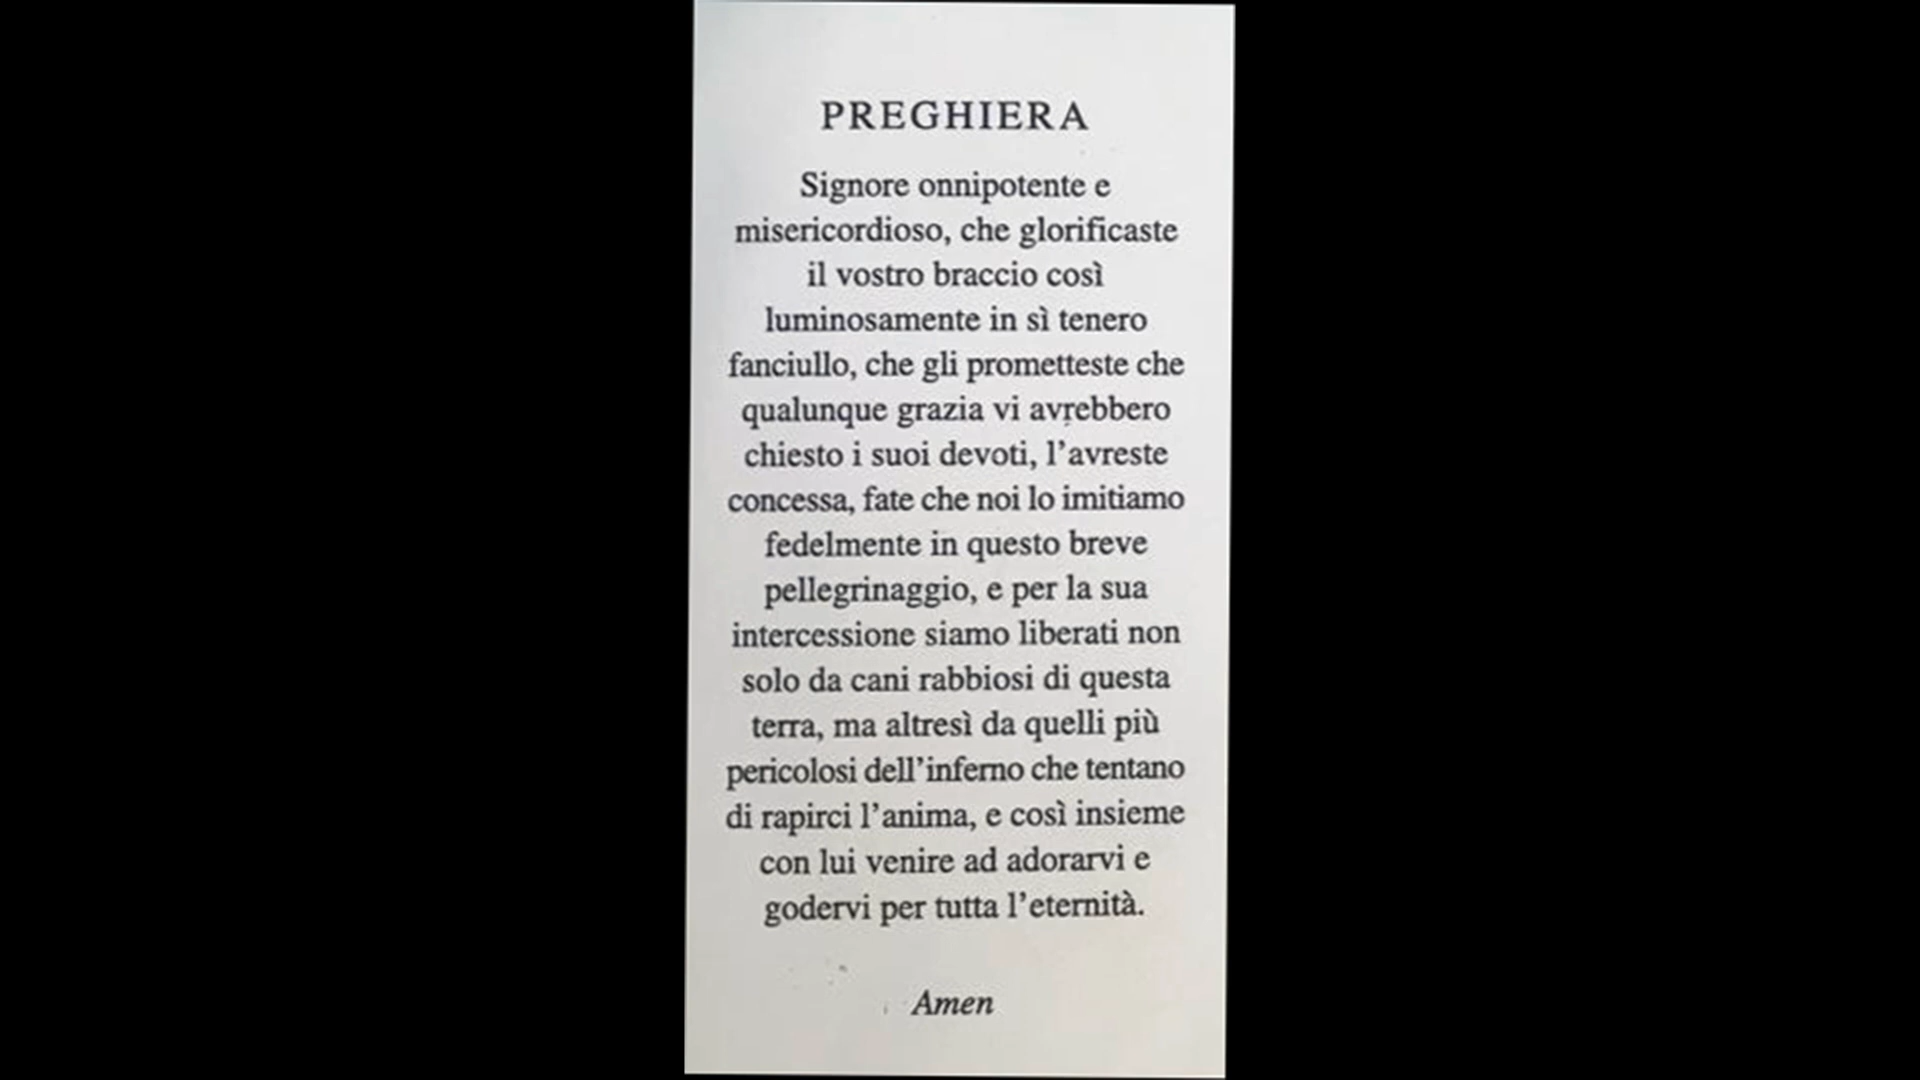 PREGHIERA
Signore onnipotente e
misericordioso, che glorificaste
il vostro braccio così
luminosamente in sì tenero
fanciullo, che gli prometteste che
qualunque grazia vi avrebbero
chiesto i suoi devoti, l’avreste
concessa, fate che noi lo imitiamo
fedelmente in questo breve
pellegrinaggio, e per la sua
intercessione siamo liberati non
solo da cani rabbiosi di questa
terra, ma altresì da quelli più
pericolosi dell’inferno che tentano
di rapirci l’anima, e così insieme
con lui venire ad adorarvi e
godervi per tutta l’eternità.
Amen